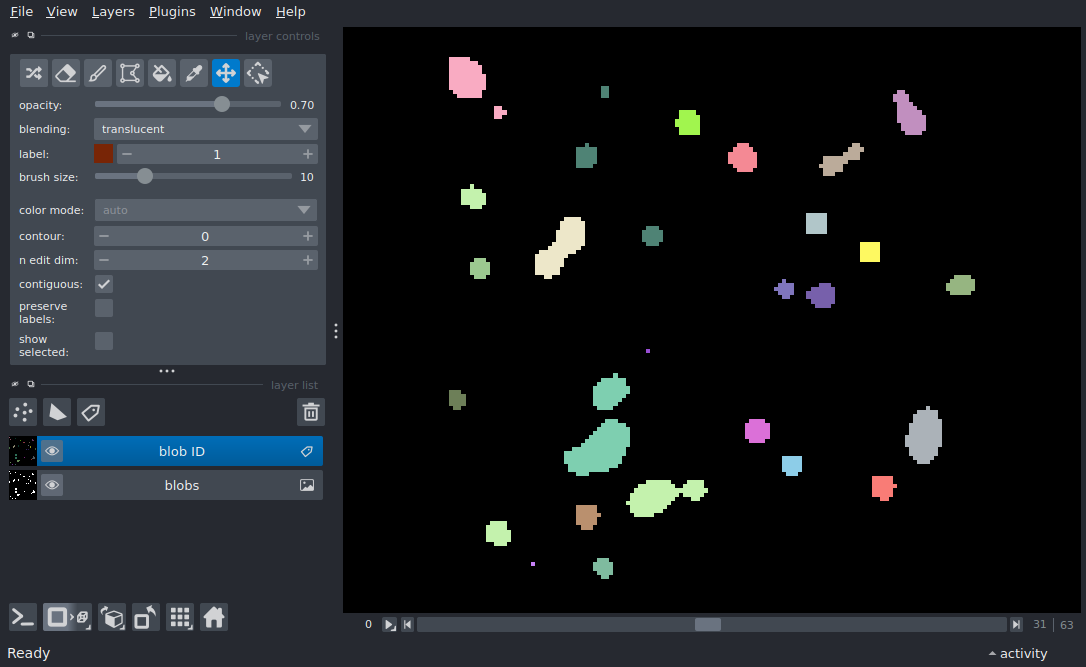 File View Layers Plugins Window Help
layer controls
opacity: 0.70
blending: translucent
label: 1
brush size: 10
color mode: auto
contour: 0
n edit dim: 2
contiguous:
preserve
labels:
show
selected:
layer list
blob ID
blobs
0 31 | 63
Ready activity